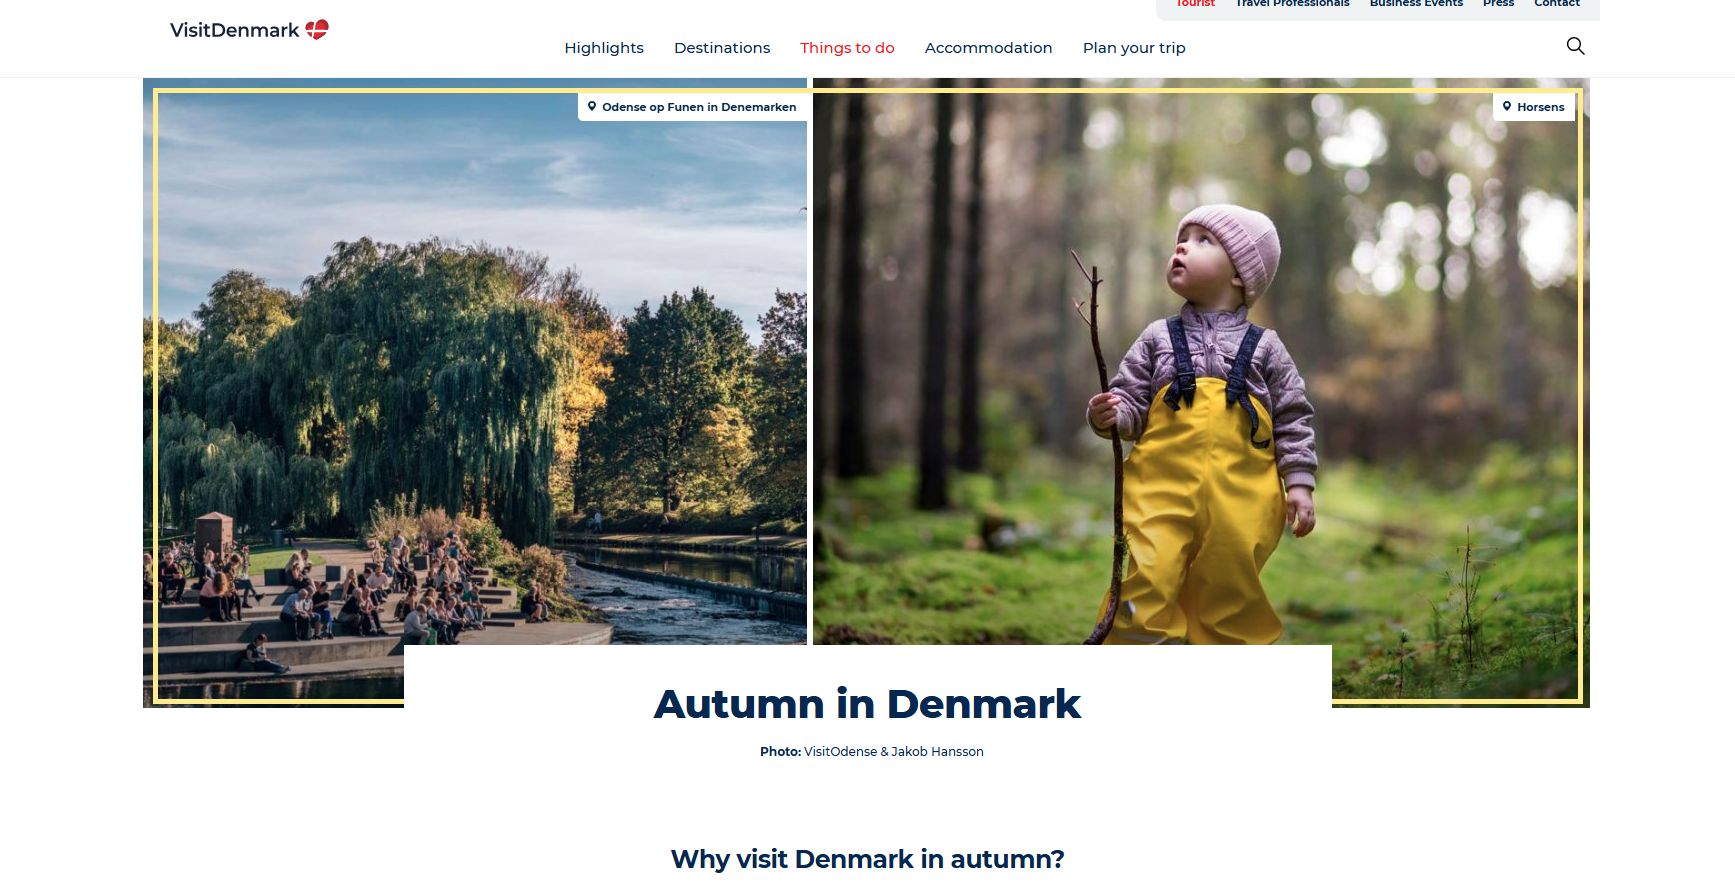 Tourist Travel Professionals Business Events Press Contact
VisitDenmark
Highlights Destinations Things to do Accommodation Plan your trip
Odense op Funen in Denemarken
Horsens
Autumn in Denmark
Photo: VisitOdense & Jakob Hansson
Why visit Denmark in autumn?